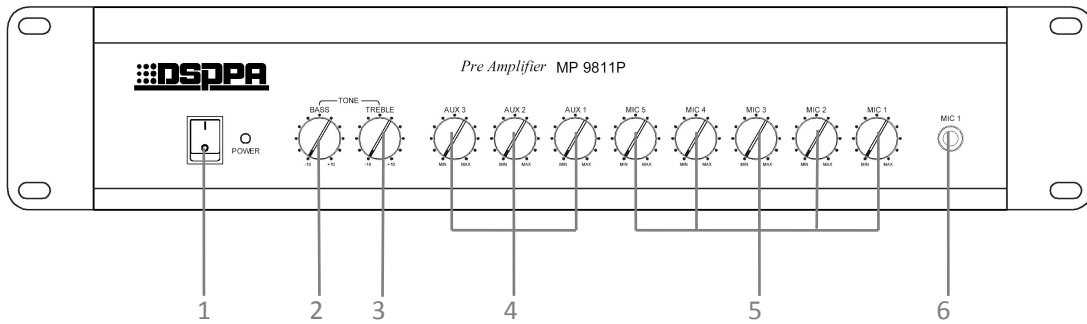 DSPPA
Pre Amplifier MP 9811P
TONE
BASS TREBLE AUX 3 AUX 2 AUX 1 MIC 5 MIC 4 MIC 3 MIC 2 MIC 1 MIC 1
POWER
-10 +10 -10 +10 MIN MAX MIN MAX MIN MAX MIN MAX MIN MAX MIN MAX MIN MAX MIN MAX
1 2 3 4 5 6